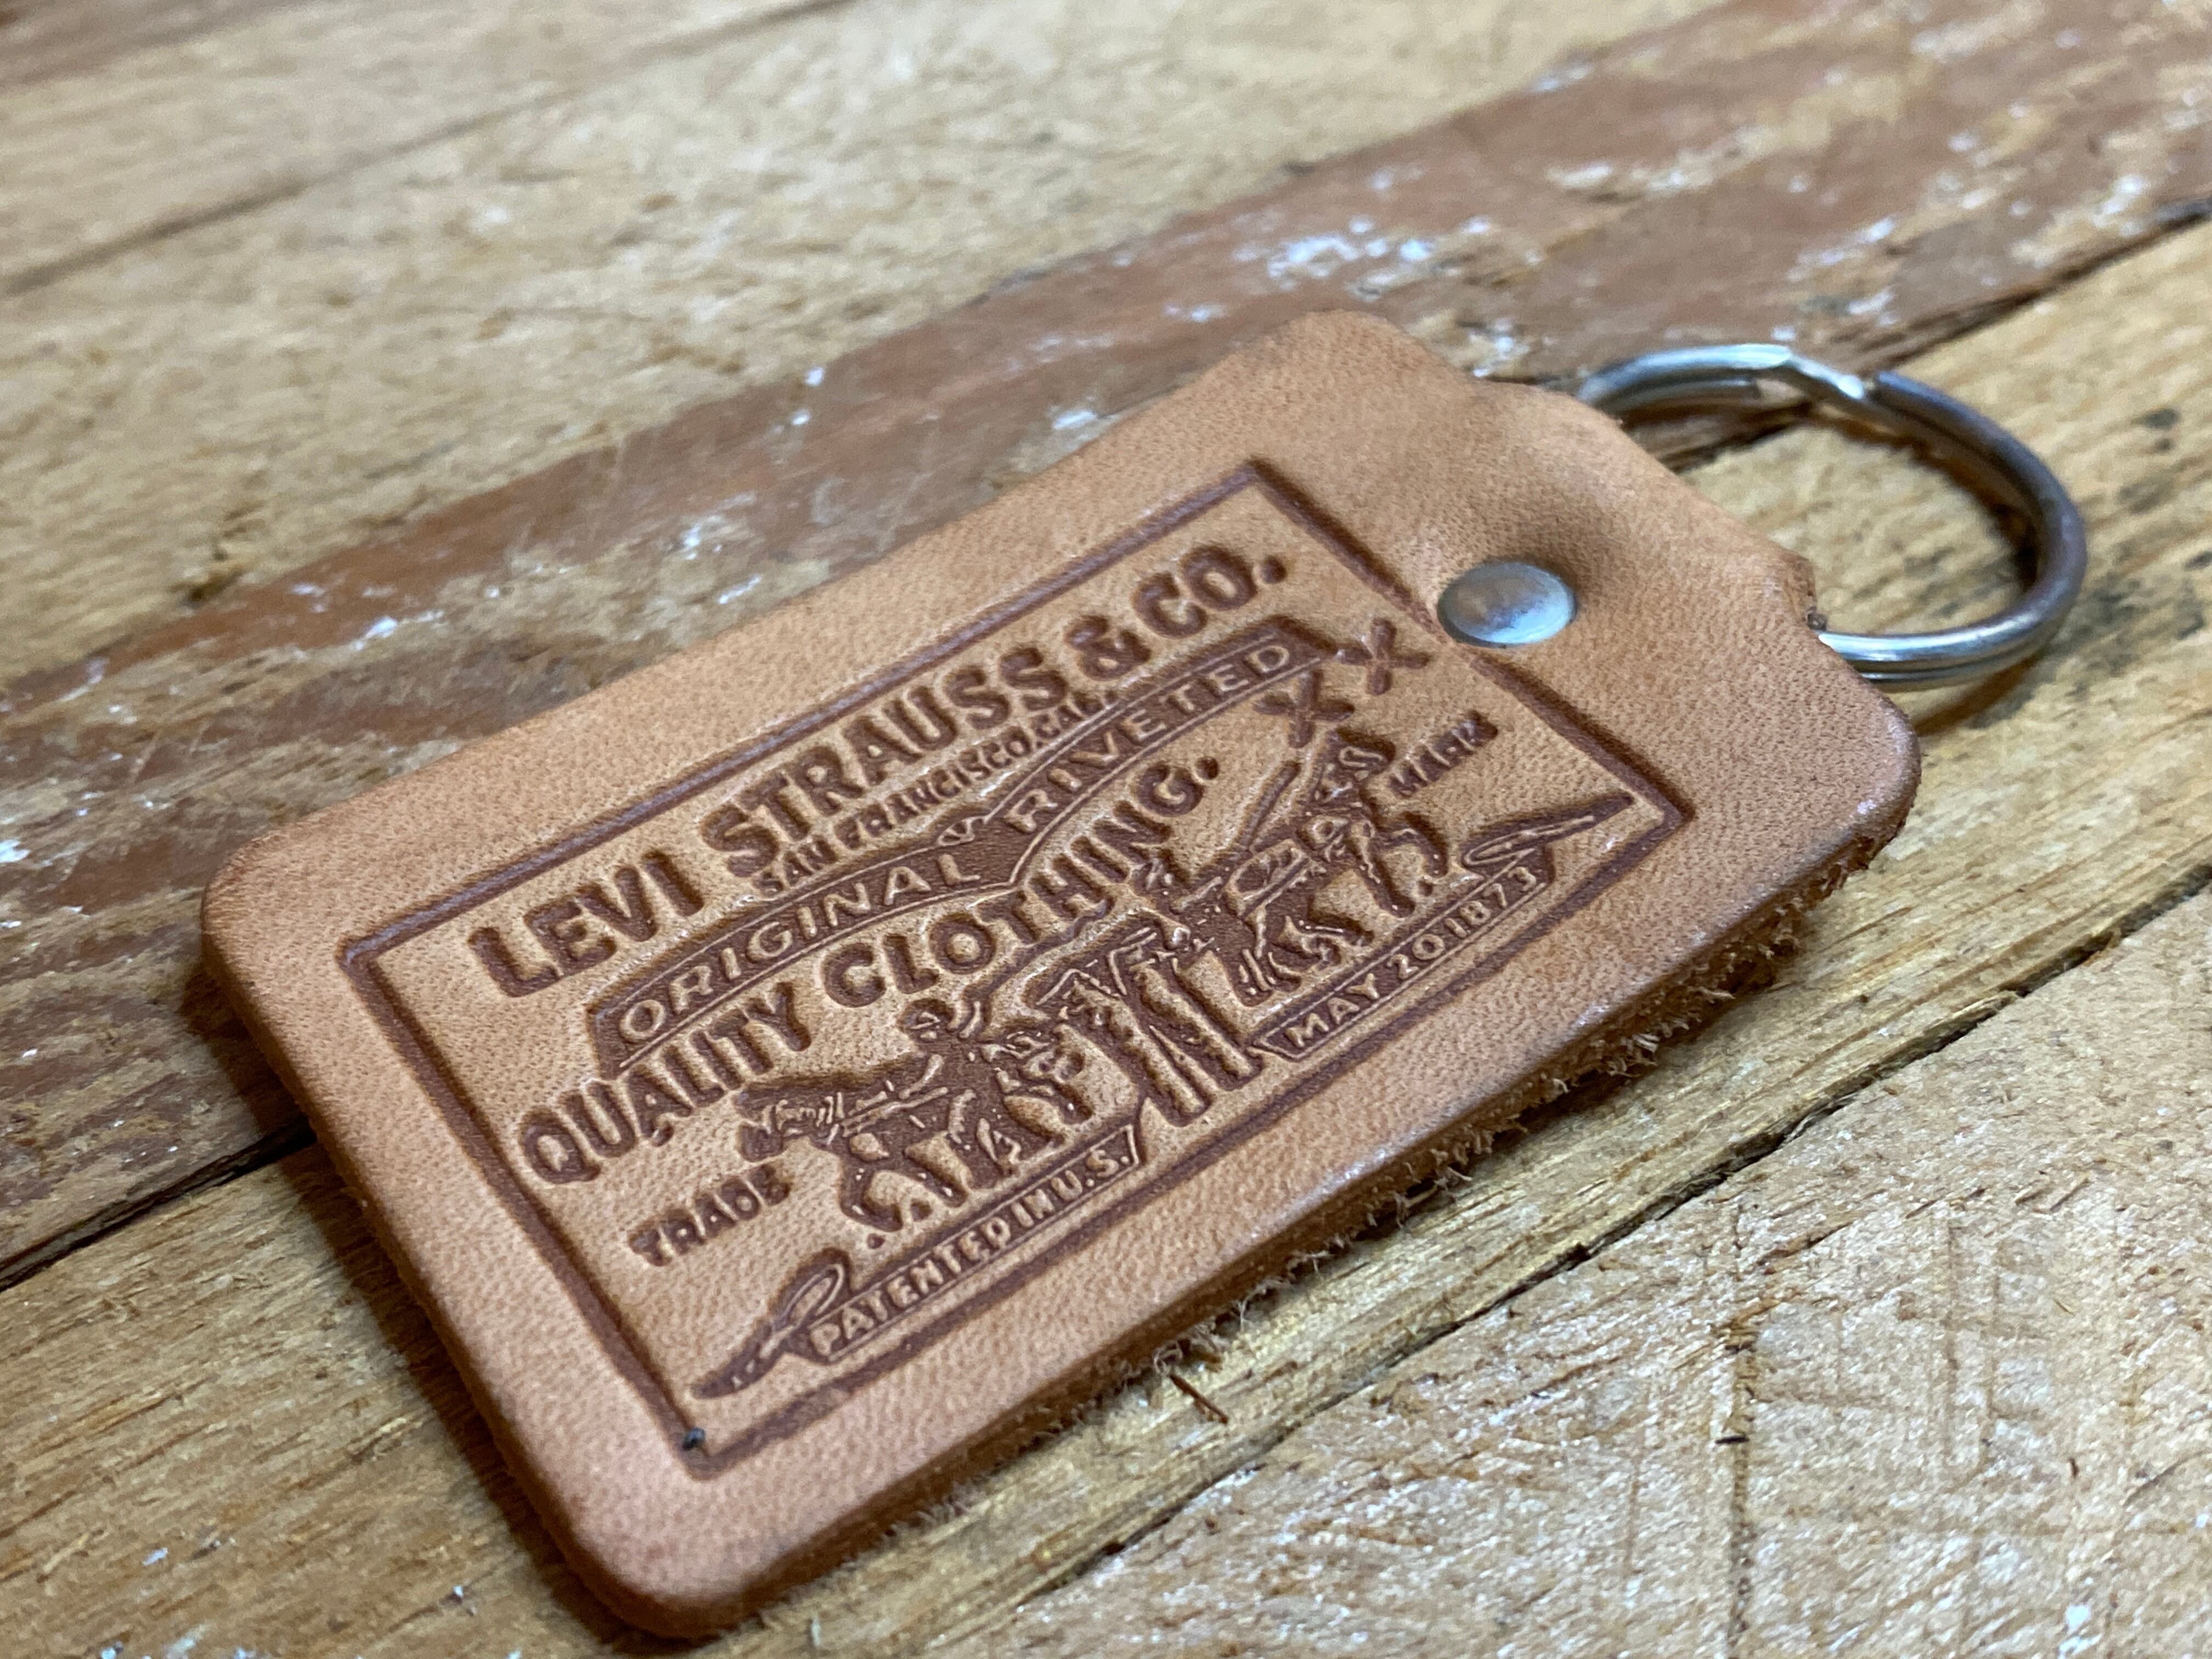 LEVI STRAUSS & CO.
SAN FRANCISCO, CAL.
ORIGINAL RIVETED
QUALITY CLOTHING.
XX
TRADE MARK
PATENTED IN U.S. MAY 20 1873